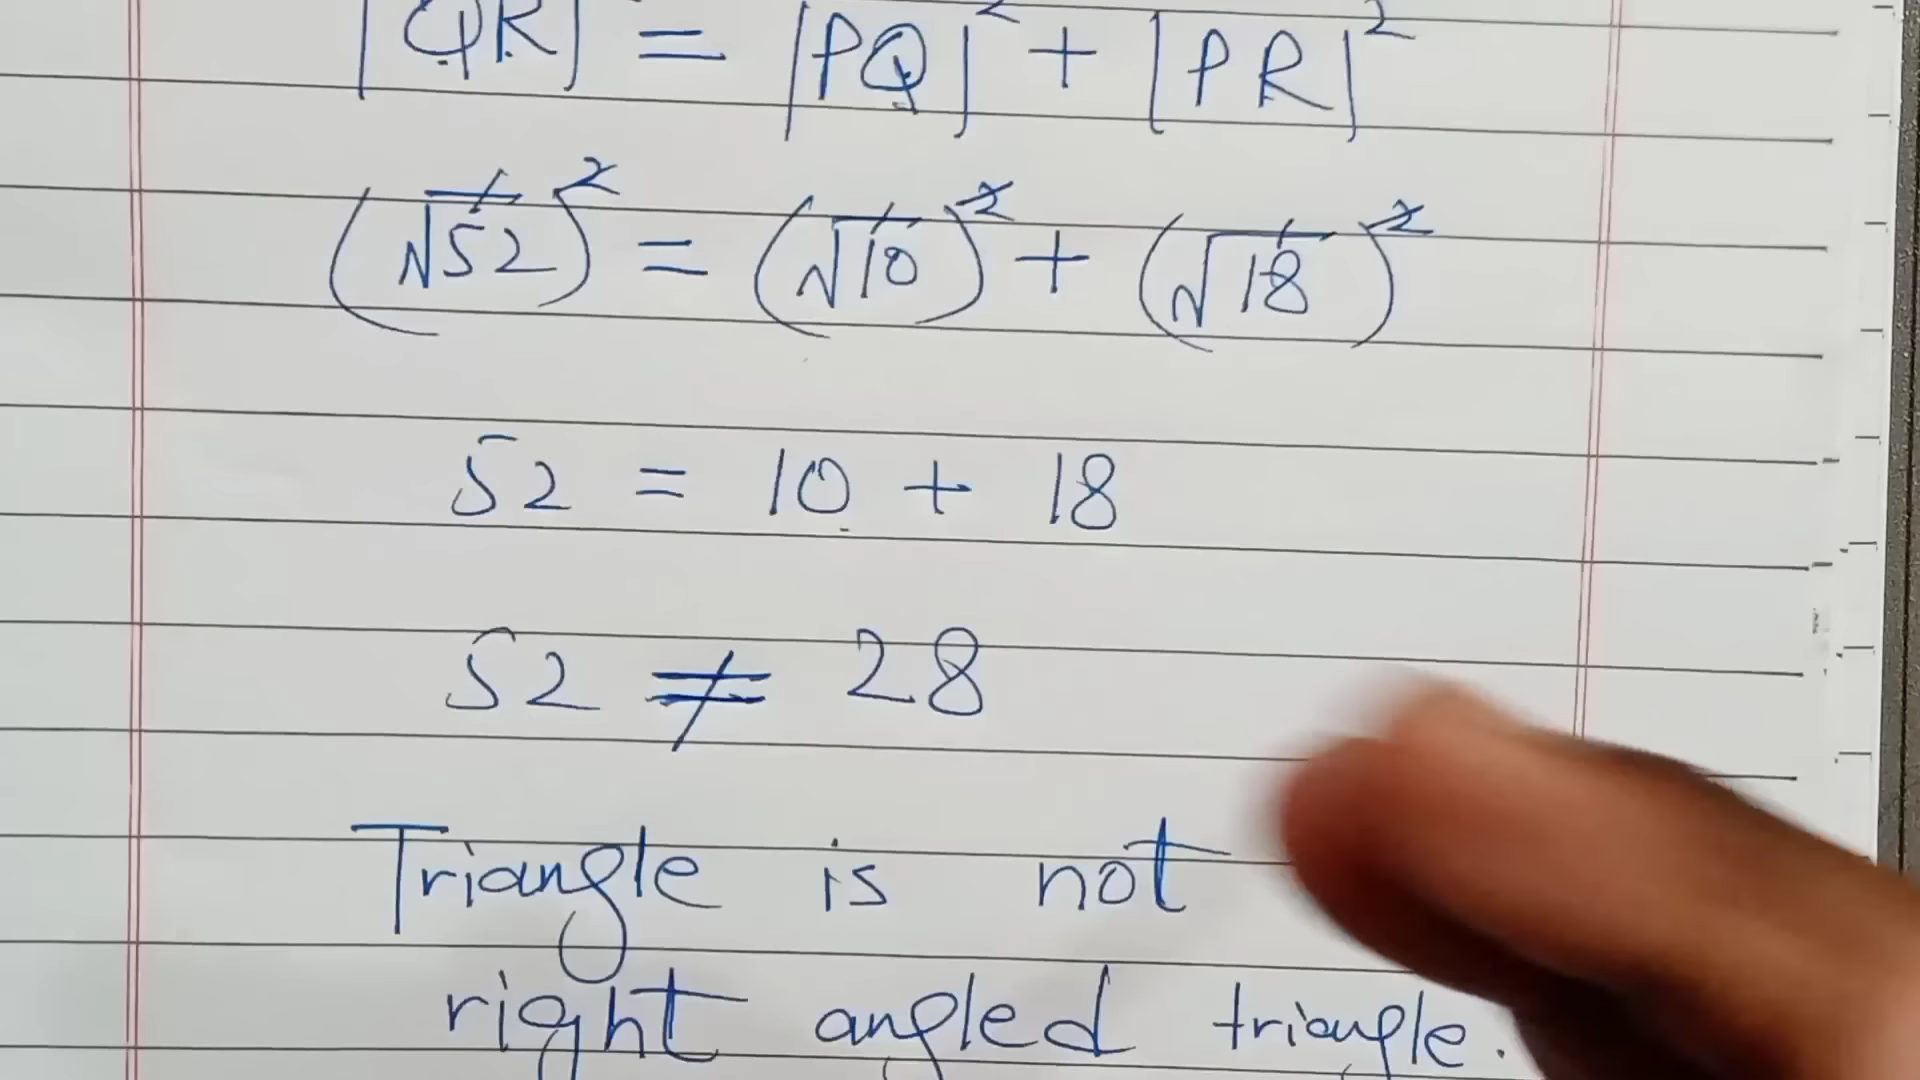 |QR|² = |PQ|² + |PR|²
(√52)² = (√10)² + (√18)²
52 = 10 + 18
52 ≠ 28
Triangle is not
right angled triangle.